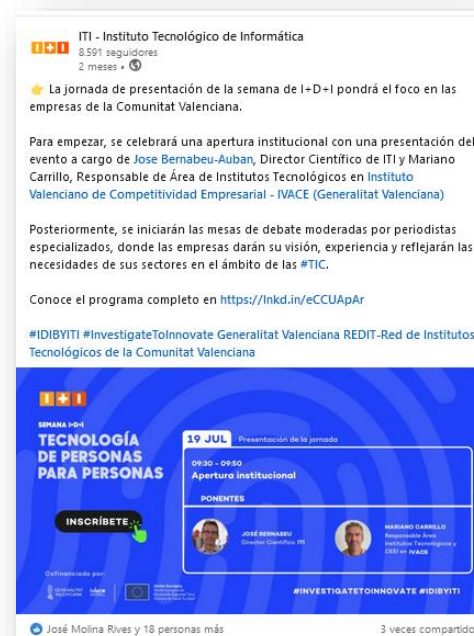 ITI - Instituto Tecnológico de Informática
8.591 seguidores
2 meses •
La jornada de presentación de la semana de I+D+I pondrá el foco en las
empresas de la Comunitat Valenciana.
Para empezar, se celebrará una apertura institucional con una presentación del
evento a cargo de Jose Bernabeu-Auban, Director Científico de ITI y Mariano
Carrillo, Responsable de Área de Institutos Tecnológicos en Instituto
Valenciano de Competitividad Empresarial - IVACE (Generalitat Valenciana)
Posteriormente, se iniciarán las mesas de debate moderadas por periodistas
especializados, donde las empresas darán su visión, experiencia y reflejarán las
necesidades de sus sectores en el ámbito de las #TIC.
Conoce el programa completo en https://lnkd.in/eCCUApAr
#IDIBYITI #InvestigateToInnovate Generalitat Valenciana REDIT-Red de Institutos
Tecnológicos de la Comunitat Valenciana
SEMANA I+D+I
TECNOLOGÍA
DE PERSONAS
PARA PERSONAS
INSCRÍBETE
Cofinanciado por:
19 JUL Presentación de la jornada
09:30 - 09:50
Apertura institucional
PONENTES
JOSÉ BERNABEU
Director Científico ITI
MARIANO CARRILLO
Responsable Área
Institutos Tecnológicos y
CEEI en IVACE
GENERALITAT
VALENCIANA
Unión Europea
#INVESTIGATETOINNOVATE #IDIBYITI
José Molina Rives y 18 personas más
3 veces compartido